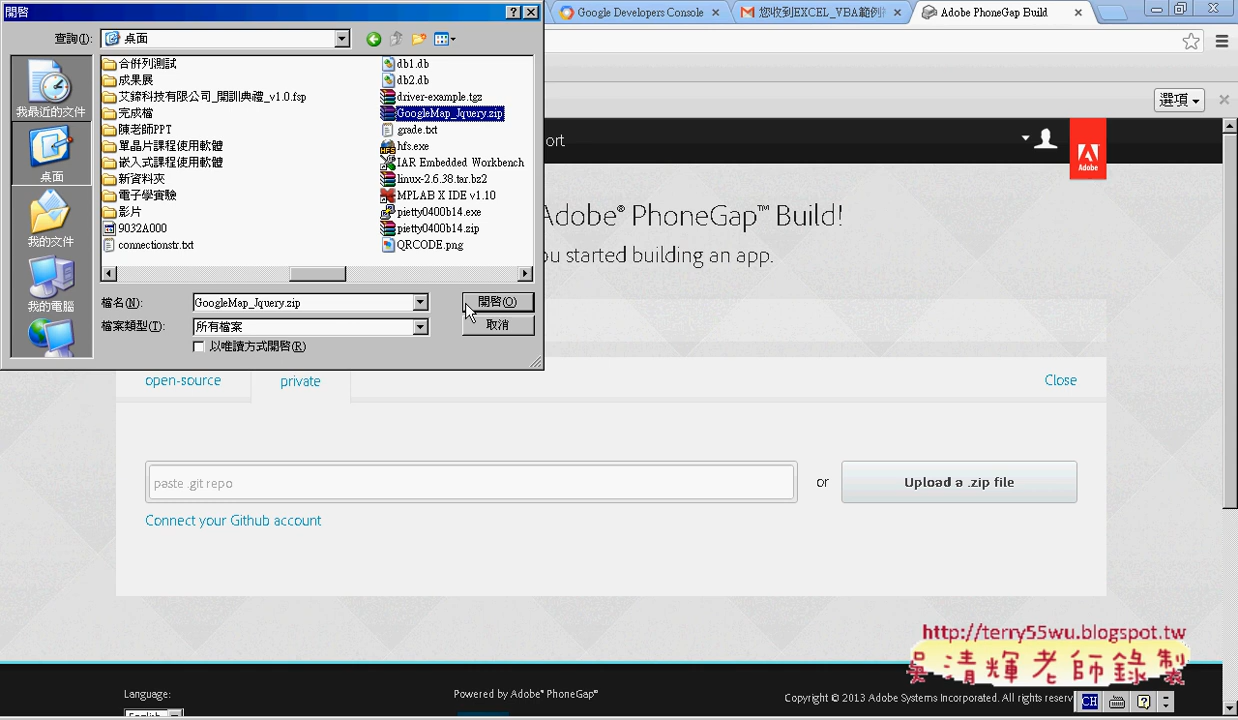 開啓
Google Developers Console
您收到EXCEL_VBA範例
Adobe PhoneGap Build
查詢(I):
桌面
選項
我最近的文件
桌面
我的文件
我的電腦
合併列測試
成果展
艾鍗科技有限公司_開訓典禮_v1.0.fsp
完成檔
陳老師PPT
單晶片課程使用軟體
嵌入式課程使用軟體
新資料夾
電子學實驗
影片
9032A000
connectionstr.txt
db1.db
db2.db
driver-example.tgz
GoogleMap_Jquery.zip
grade.txt
hfs.exe
IAR Embedded Workbench
linux-2.6.38.tar.bz2
MPLAB X IDE v1.10
pietty0400b14.exe
pietty0400b14.zip
QRCODE.png
檔名(N):
GoogleMap_Jquery.zip
開啓(O)
檔案類型(T):
所有檔案
取消
以唯讀方式開啓(R)
ort
Adobe
Adobe® PhoneGap™ Build!
ou started building an app.
open-source
private
Close
paste .git repo
or
Upload a .zip file
Connect your Github account
http://terry55wu.blogspot.tw
吳清輝老師錄製
Language:
English
Powered by Adobe® PhoneGap®
Copyright © 2013 Adobe Systems Incorporated. All rights reserv
CH